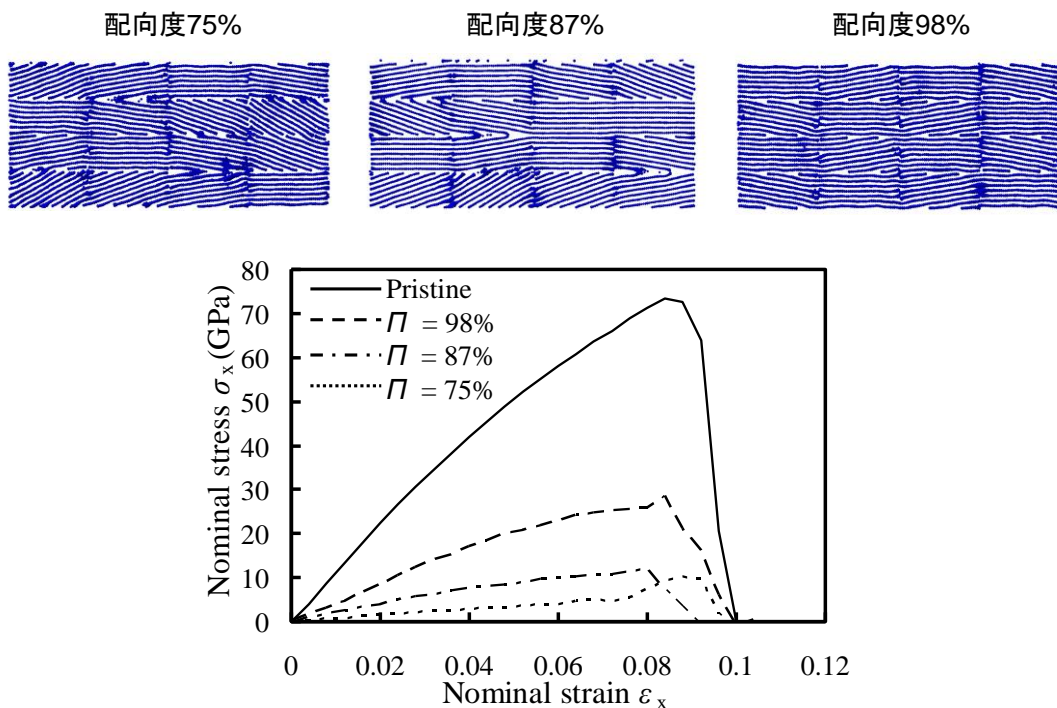 配向度75%
配向度87%
配向度98%
Pristine
Π = 98%
Π = 87%
Π = 75%
Nominal stress σx (GPa)
80
70
60
50
40
30
20
10
0
0 0.02 0.04 0.06 0.08 0.1 0.12
Nominal strain εx